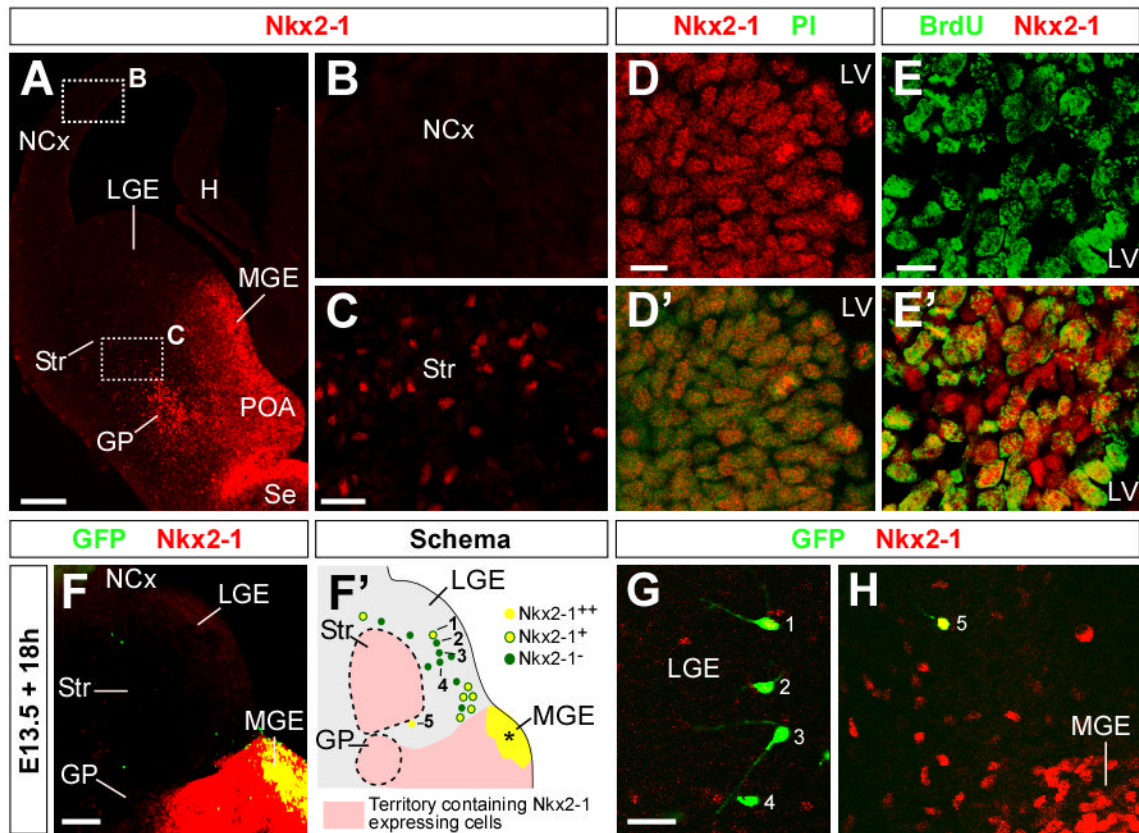 Nkx2-1
Nkx2-1 PI
BrdU Nkx2-1
A
B
NCx
LGE
H
MGE
C
Str
GP
POA
Se
B
NCx
C
Str
D
LV
D'
LV
E
LV
E'
LV
GFP Nkx2-1
Schema
GFP Nkx2-1
E13.5 + 18h
F
NCx
LGE
Str
MGE
GP
F'
LGE
Str
1
2
3
4
5
GP
MGE
*
Nkx2-1++
Nkx2-1+
Nkx2-1-
Territory containing Nkx2-1
expressing cells
G
LGE
1
2
3
4
H
5
MGE